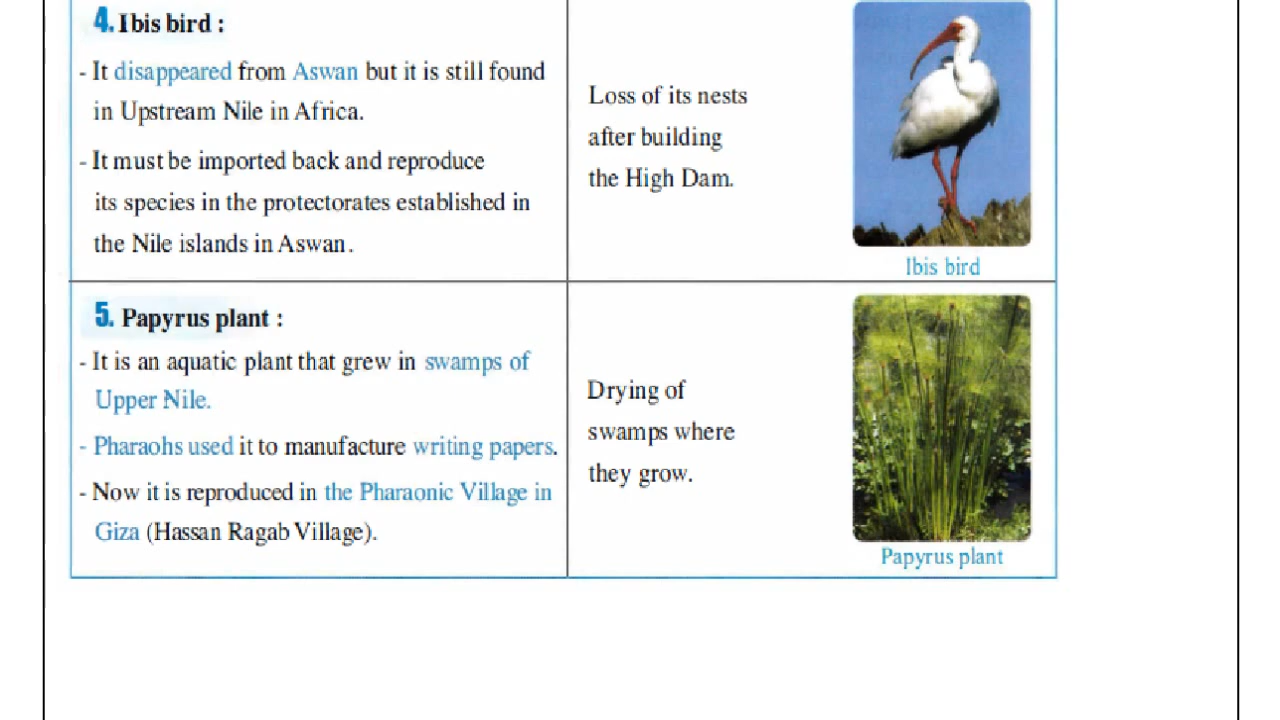 4. Ibis bird :
- It disappeared from Aswan but it is still found
in Upstream Nile in Africa.
- It must be imported back and reproduce
its species in the protectorates established in
the Nile islands in Aswan.
Loss of its nests
after building
the High Dam.
Ibis bird
5. Papyrus plant :
- It is an aquatic plant that grew in swamps of
Upper Nile.
- Pharaohs used it to manufacture writing papers.
- Now it is reproduced in the Pharaonic Village in
Giza (Hassan Ragab Village).
Drying of
swamps where
they grow.
Papyrus plant